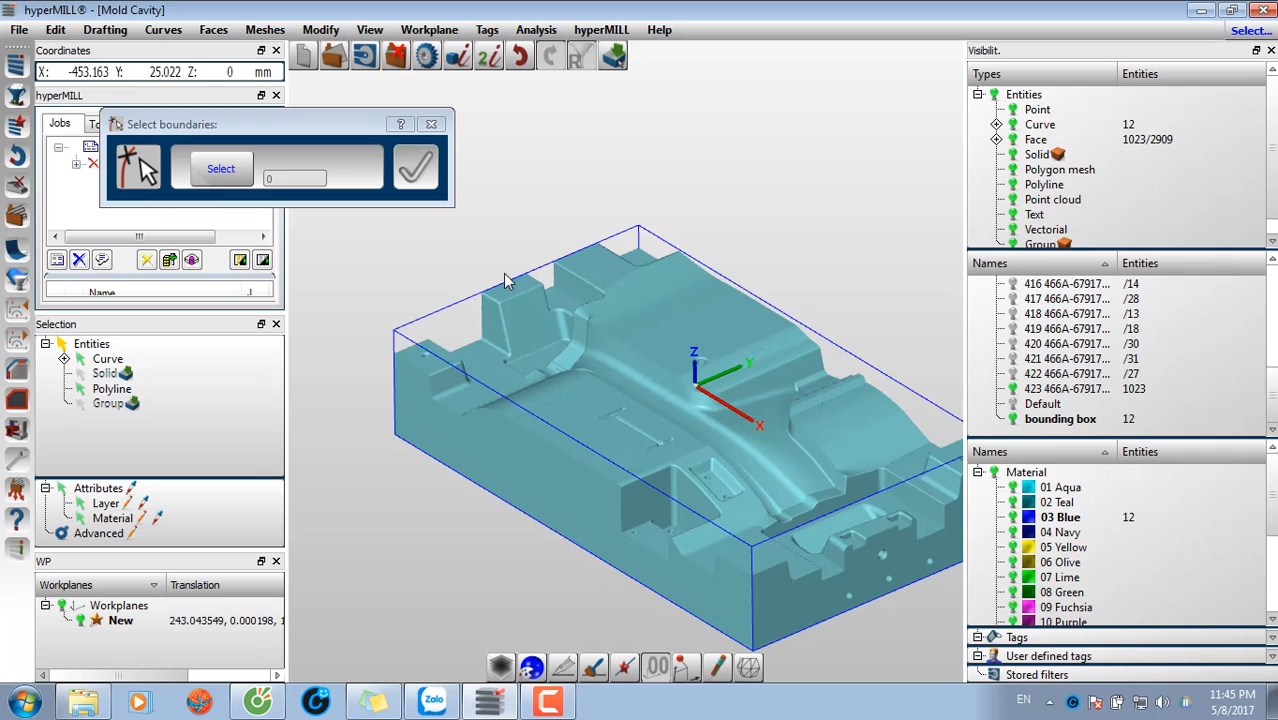 hyperMILL® - [Mold Cavity]
File Edit Drafting Curves Faces Meshes Modify View Workplane Tags Analysis hyperMILL Help
Select...
Coordinates
X: -453.163 Y: 25.022 Z: 0 mm
hyperMILL
Jobs
Select boundaries:
Select
0
Name
Selection
Entities
Curve
Solid
Polyline
Group
Attributes
Layer
Material
Advanced
WP
Workplanes Translation
Workplanes
New 243.043549, 0.000198, 1
Z
Y
X
Visibilit.
Types Entities
Entities
Point
Curve 12
Face 1023/2909
Solid
Polygon mesh
Polyline
Point cloud
Text
Vectorial
Group
Names Entities
416 466A-67917... /14
417 466A-67917... /28
418 466A-67917... /13
419 466A-67917... /18
420 466A-67917... /30
421 466A-67917... /31
422 466A-67917... /27
423 466A-67917... 1023
Default
bounding box 12
Names Entities
Material
01 Aqua
02 Teal
03 Blue 12
04 Navy
05 Yellow
06 Olive
07 Lime
08 Green
09 Fuchsia
10 Purple
Tags
User defined tags
Stored filters
Zalo
EN
11:45 PM
5/8/2017